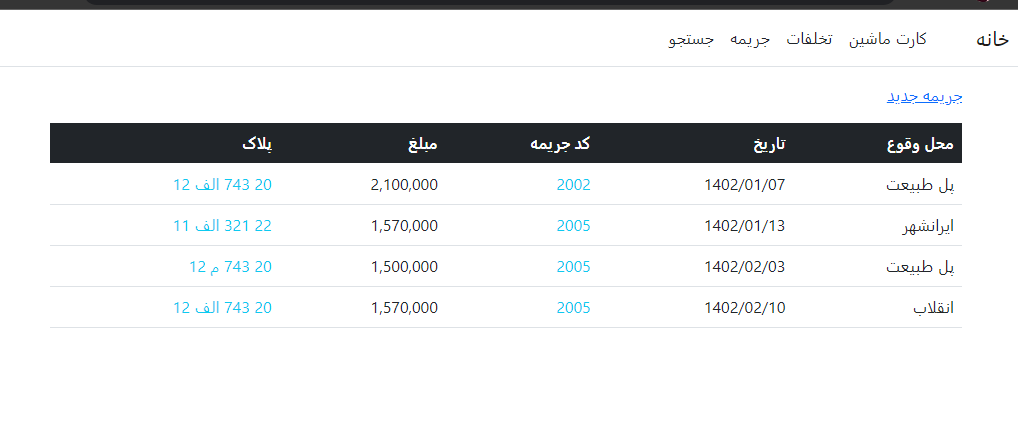 خانه کارت ماشین تخلفات جریمه جستجو
جریمه جدید
محل وقوع تاریخ کد جریمه مبلغ پلاک
پل طبیعت 1402/01/07 2002 2,100,000 20 743 الف 12
ایرانشهر 1402/01/13 2005 1,570,000 22 321 الف 11
پل طبیعت 1402/02/03 2005 1,500,000 20 743 م 12
انقلاب 1402/02/10 2005 1,570,000 20 743 الف 12